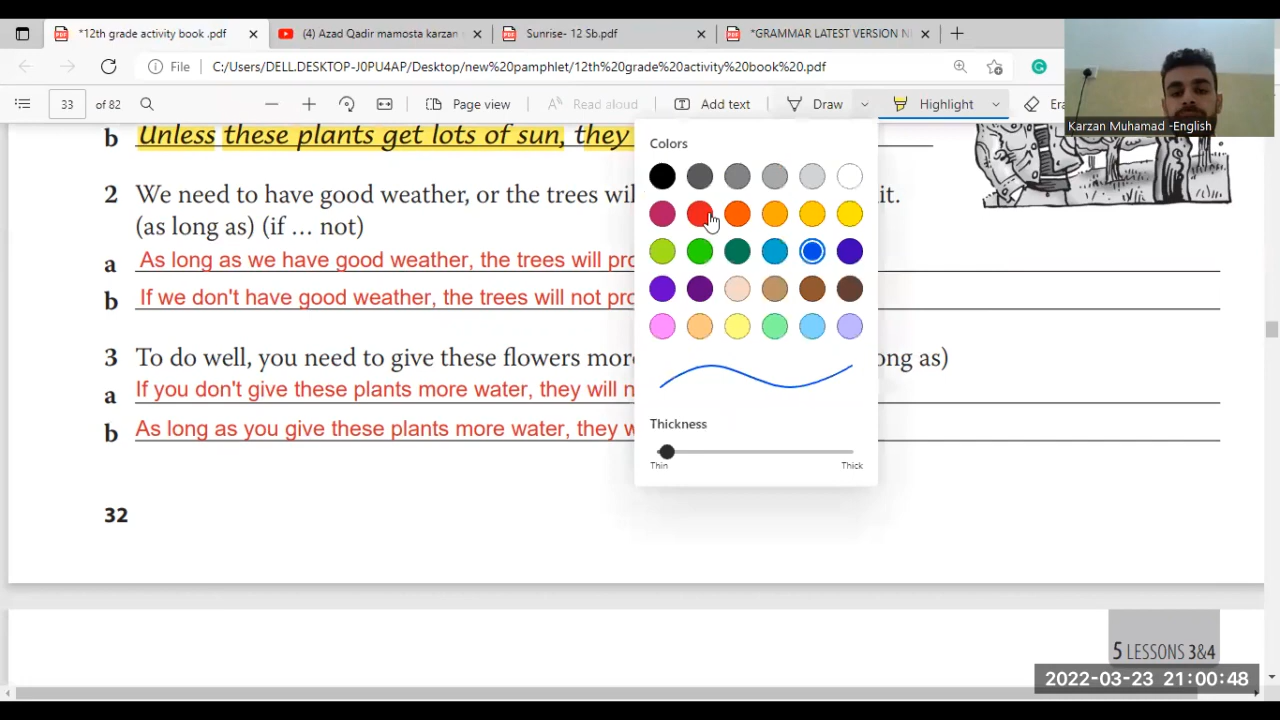 *12th grade activity book .pdf
(4) Azad Qadir mamosta karzan
Sunrise- 12 Sb.pdf
*GRAMMAR LATEST VERSION N
File
C:/Users/DELL.DESKTOP-J0PU4AP/Desktop/new%20pamphlet/12th%20grade%20activity%20book%20.pdf
33 of 82
Page view
Read aloud
Add text
Draw
Highlight
Karzan Muhamad -English
b Unless these plants get lots of sun, they
2 We need to have good weather, or the trees it.
(as long as) (if … not)
a As long as we have good weather, the trees will
b If we don't have good weather, the trees will not
3 To do well, you need to give these flowers as)
a If you don't give these plants more water, they will
b As long as you give these plants more water, they
32
Colors
Thickness
Thin
Thick
5 LESSONS 3&4
2022-03-23 21:00:48